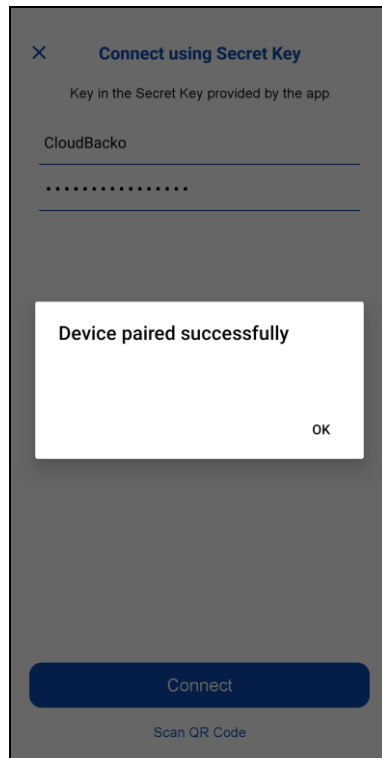 Connect using Secret Key
Key in the Secret Key provided by the app
CloudBacko
••••••••••••••••
Device paired successfully
OK
Connect
Scan QR Code